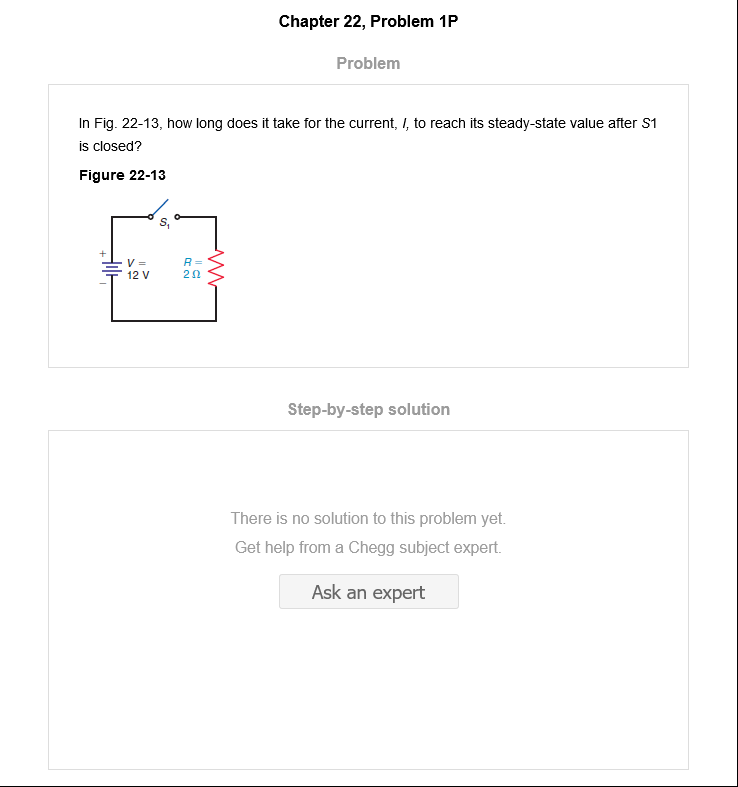 Chapter 22, Problem 1P
Problem
In Fig. 22-13, how long does it take for the current, I, to reach its steady-state value after S1
is closed?
Figure 22-13
S₁
+
V =
12 V
−
R =
2 Ω
Step-by-step solution
There is no solution to this problem yet.
Get help from a Chegg subject expert.
Ask an expert